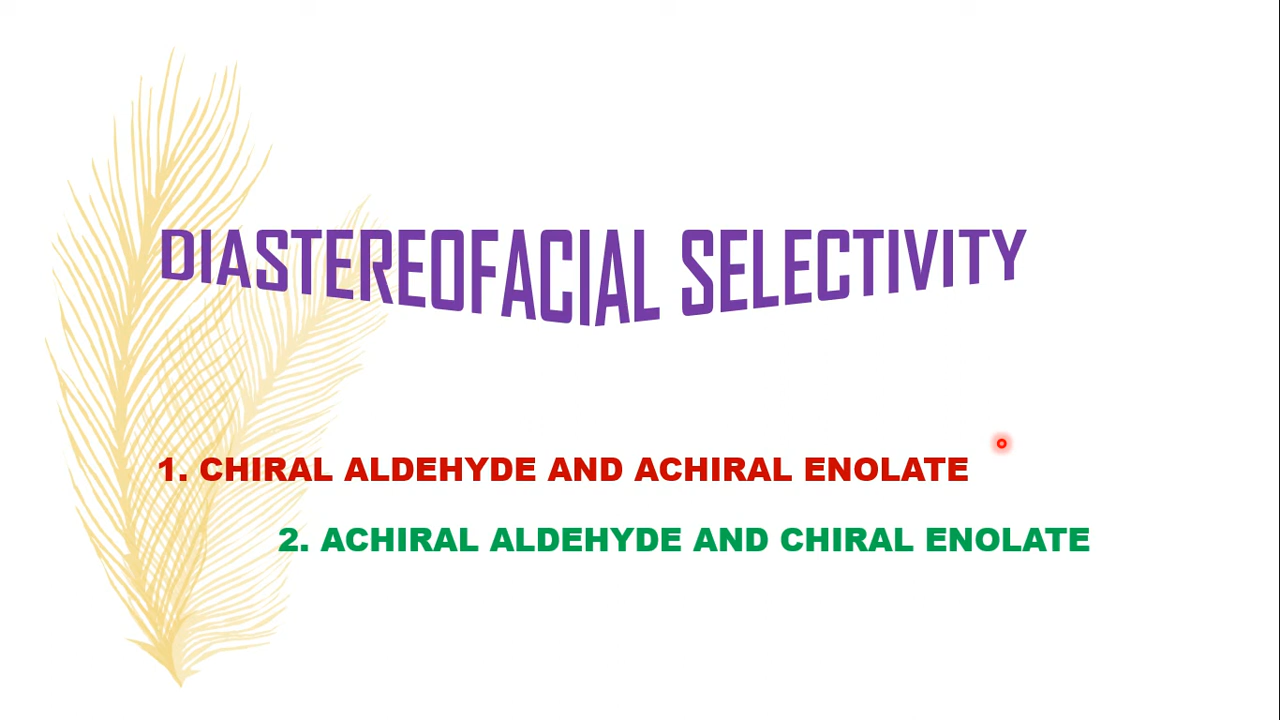 DIASTEREOFACIAL SELECTIVITY
1. CHIRAL ALDEHYDE AND ACHIRAL ENOLATE
2. ACHIRAL ALDEHYDE AND CHIRAL ENOLATE